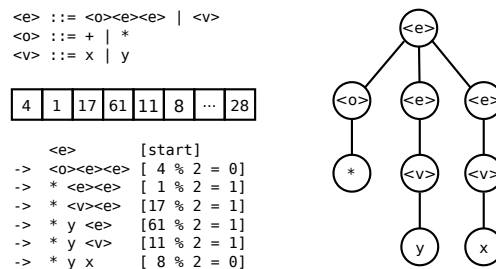 <e> ::= <o><e><e> | <v>
<o> ::= + | *
<v> ::= x | y
4 1 17 61 11 8 ... 28
<e> [start]
-> <o><e><e> [ 4 % 2 = 0]
-> * <e><e> [ 1 % 2 = 1]
-> * <v><e> [17 % 2 = 1]
-> * y <e> [61 % 2 = 1]
-> * y <v> [11 % 2 = 1]
-> * y x [ 8 % 2 = 0]
<e>
<o> <e> <e>
* <v> <v>
y x